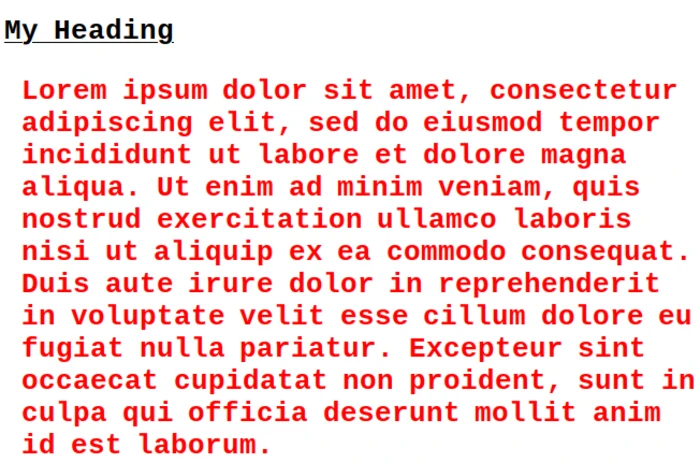 My Heading
Lorem ipsum dolor sit amet, consectetur
adipiscing elit, sed do eiusmod tempor
incididunt ut labore et dolore magna
aliqua. Ut enim ad minim veniam, quis
nostrud exercitation ullamco laboris
nisi ut aliquip ex ea commodo consequat.
Duis aute irure dolor in reprehenderit
in voluptate velit esse cillum dolore eu
fugiat nulla pariatur. Excepteur sint
occaecat cupidatat non proident, sunt in
culpa qui officia deserunt mollit anim
id est laborum.